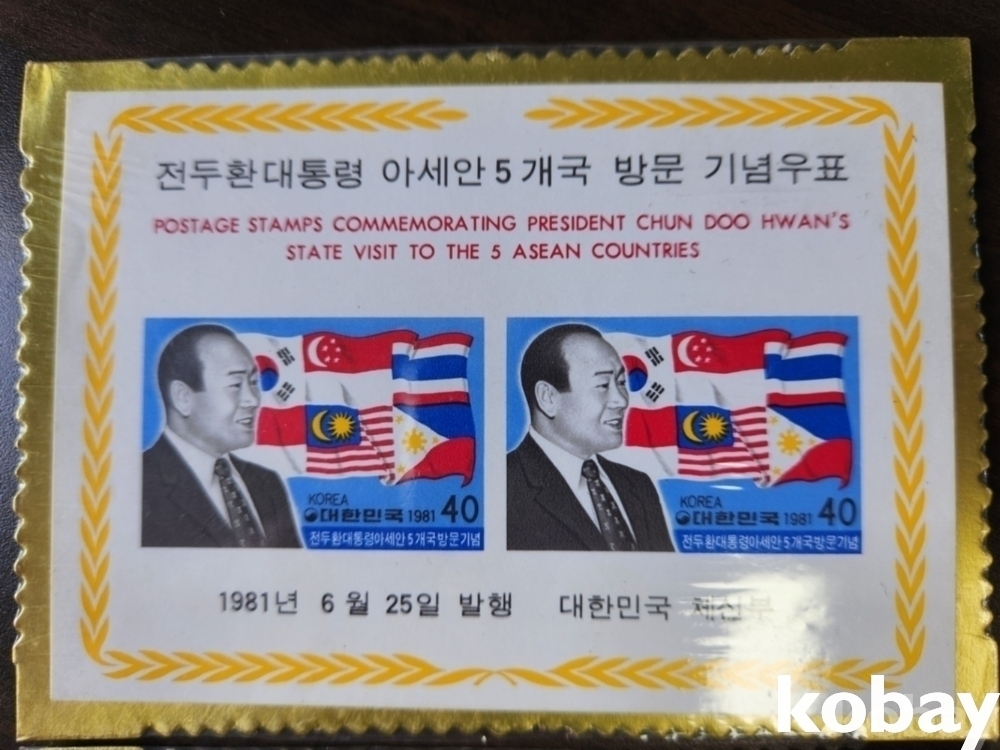 전두환대통령 아세안 5 개국 방문 기념우표
POSTAGE STAMPS COMMEMORATING PRESIDENT CHUN DOO HWAN'S
STATE VISIT TO THE 5 ASEAN COUNTRIES
KOREA
대한민국 1981 40
전두환대통령아세안5개국방문기념
KOREA
대한민국 1981 40
전두환대통령아세안5개국방문기념
1981년 6월 25일 발행 대한민국 체신부
kobay